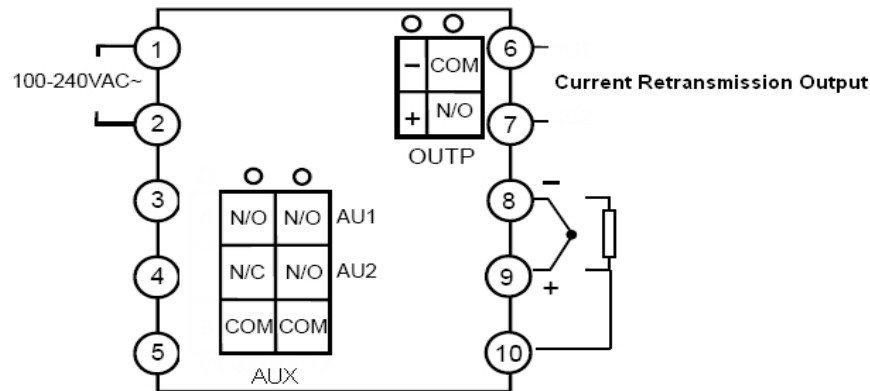 1
6
100-240VAC~
− COM
+ N/O
Current Retransmission Output
2
7
OUTP
3
8
−
N/O N/O AU1
4
N/C N/O AU2
9
+
COM COM
5
10
AUX